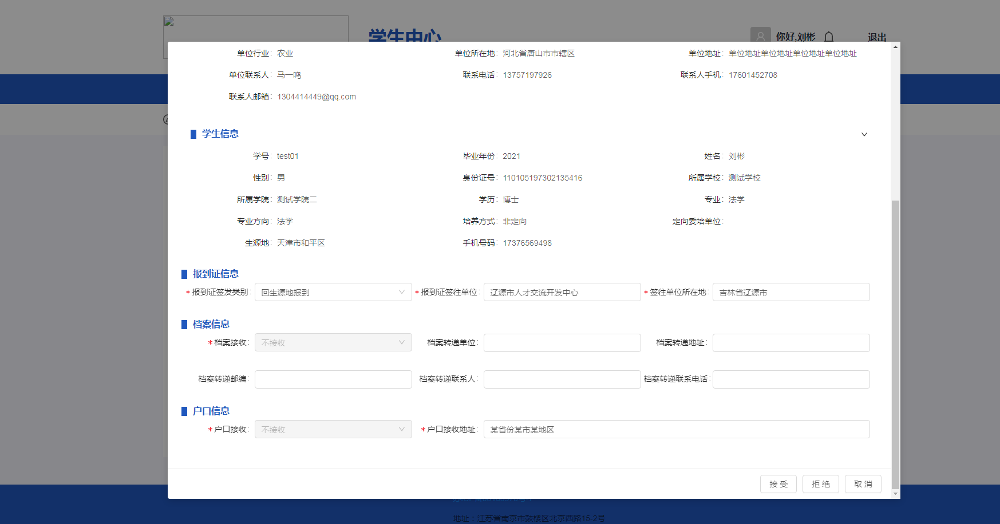 学生中心
你好,刘彬
退出
单位行业: 农业 单位所在地: 河北省唐山市市辖区 单位地址: 单位地址单位地址单位地址单位地址
单位联系人: 马一鸣 联系电话: 13757197926 联系人手机: 17601452708
联系人邮箱: 1304414449@qq.com
学生信息
学号: test01 毕业年份: 2021 姓名: 刘彬
性别: 男 身份证号: 110105197302135416 所属学校: 测试学校
所属学院: 测试学院二 学历: 博士 专业: 法学
专业方向: 法学 培养方式: 非定向 定向委培单位:
生源地: 天津市和平区 手机号码: 17376569498
报到证信息
*报到证签发类别: 回生源地报到 *报到证签往单位: 辽源市人才交流开发中心 *签往单位所在地: 吉林省辽源市
档案信息
*档案接收: 不接收 档案转递单位: 档案转递地址:
档案转递邮编: 档案转递联系人: 档案转递联系电话:
户口信息
*户口接收: 不接收 *户口接收地址: 某省份某市某地区
接 受 拒 绝 取 消
地址：江苏省南京市鼓楼区北京西路15-2号